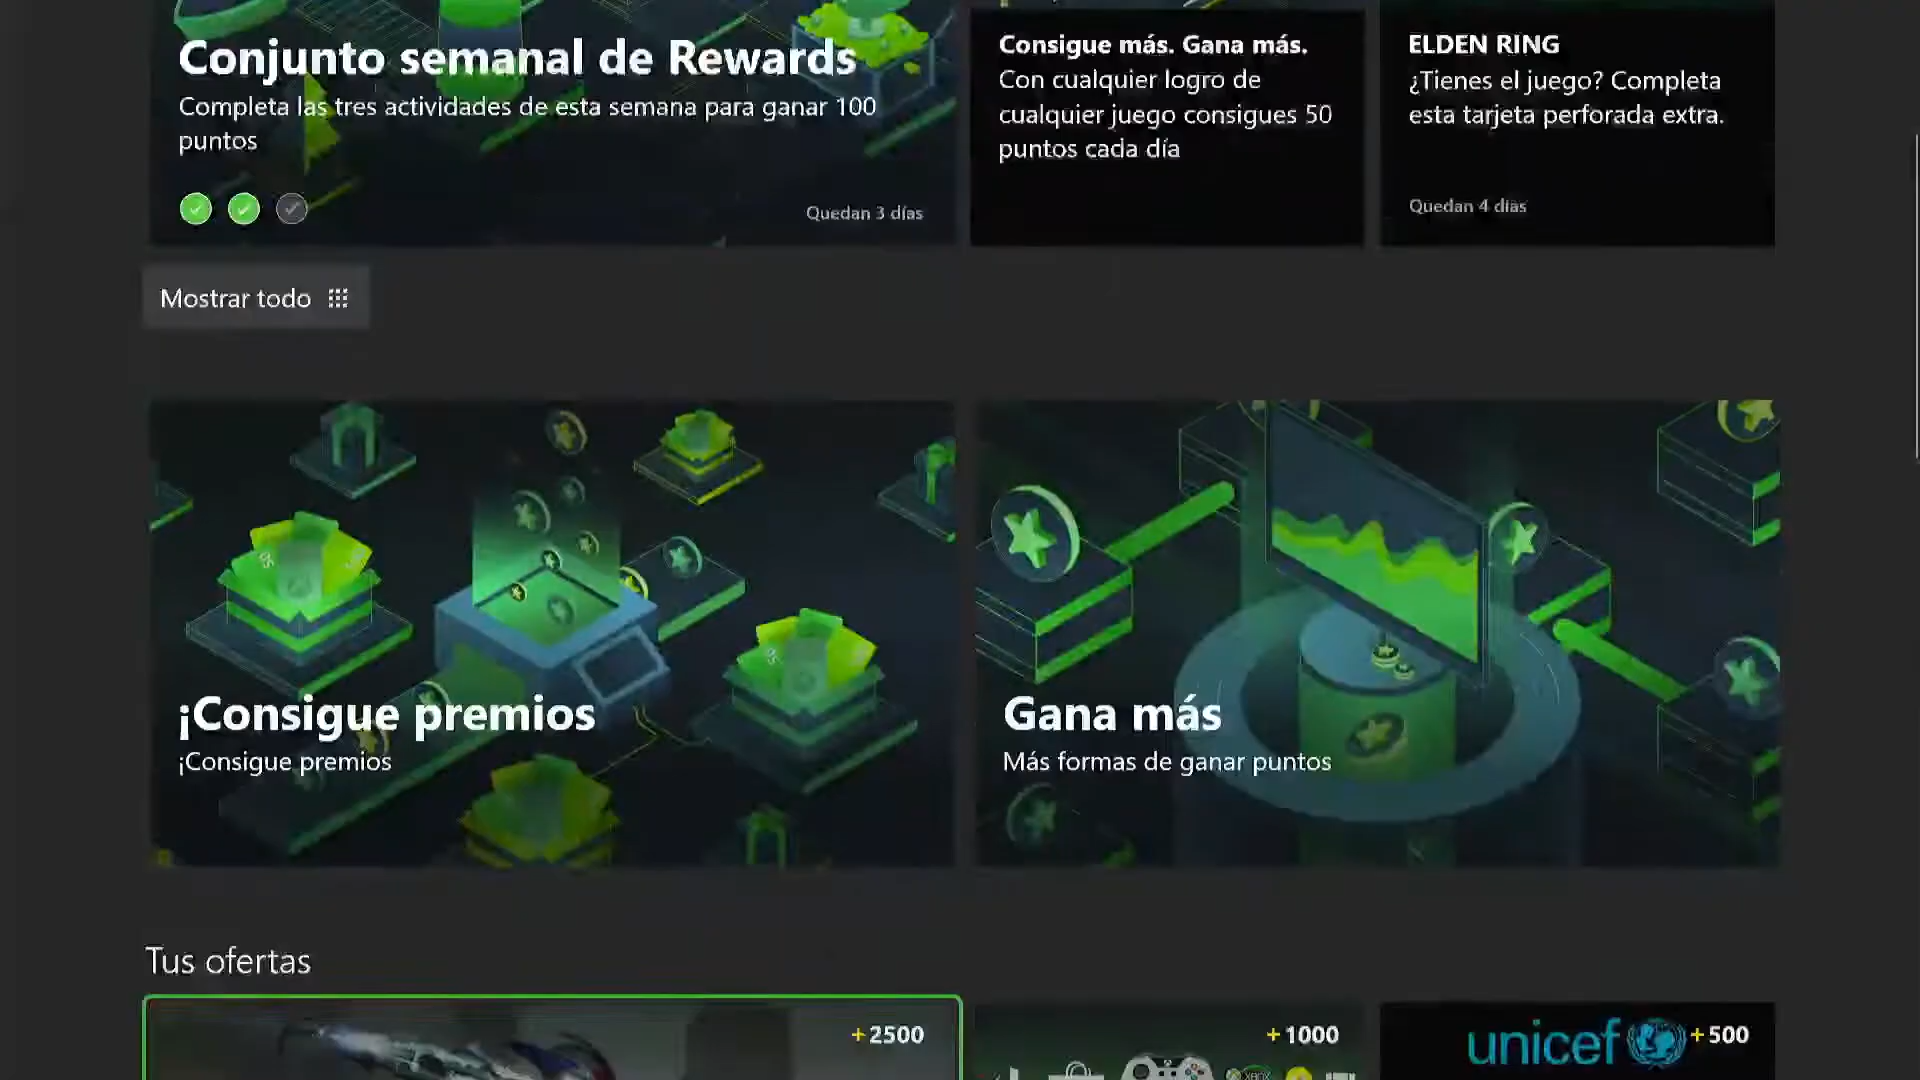 Conjunto semanal de Rewards
Completa las tres actividades de esta semana para ganar 100
puntos
Quedan 3 días
Consigue más. Gana más.
Con cualquier logro de
cualquier juego consigues 50
puntos cada día
ELDEN RING
¿Tienes el juego? Completa
esta tarjeta perforada extra.
Quedan 4 días
Mostrar todo
¡Consigue premios
¡Consigue premios
Gana más
Más formas de ganar puntos
Tus ofertas
+2500
+1000
XBOX
unicef
+500